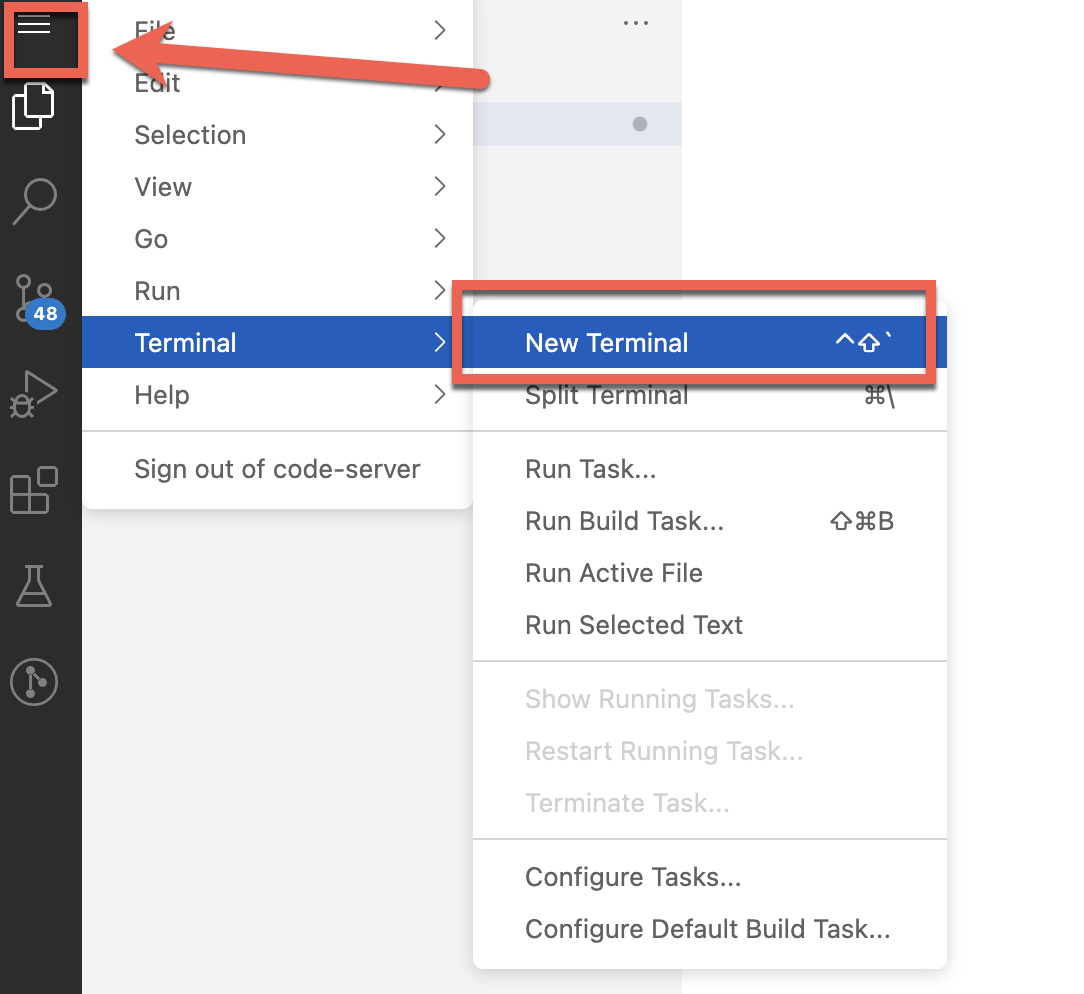 File
Edit
Selection
View
Go
Run
Terminal
Help
Sign out of code-server
48
New Terminal ^⇧`
Split Terminal ⌘\
Run Task...
Run Build Task... ⇧⌘B
Run Active File
Run Selected Text
Show Running Tasks...
Restart Running Task...
Terminate Task...
Configure Tasks...
Configure Default Build Task...